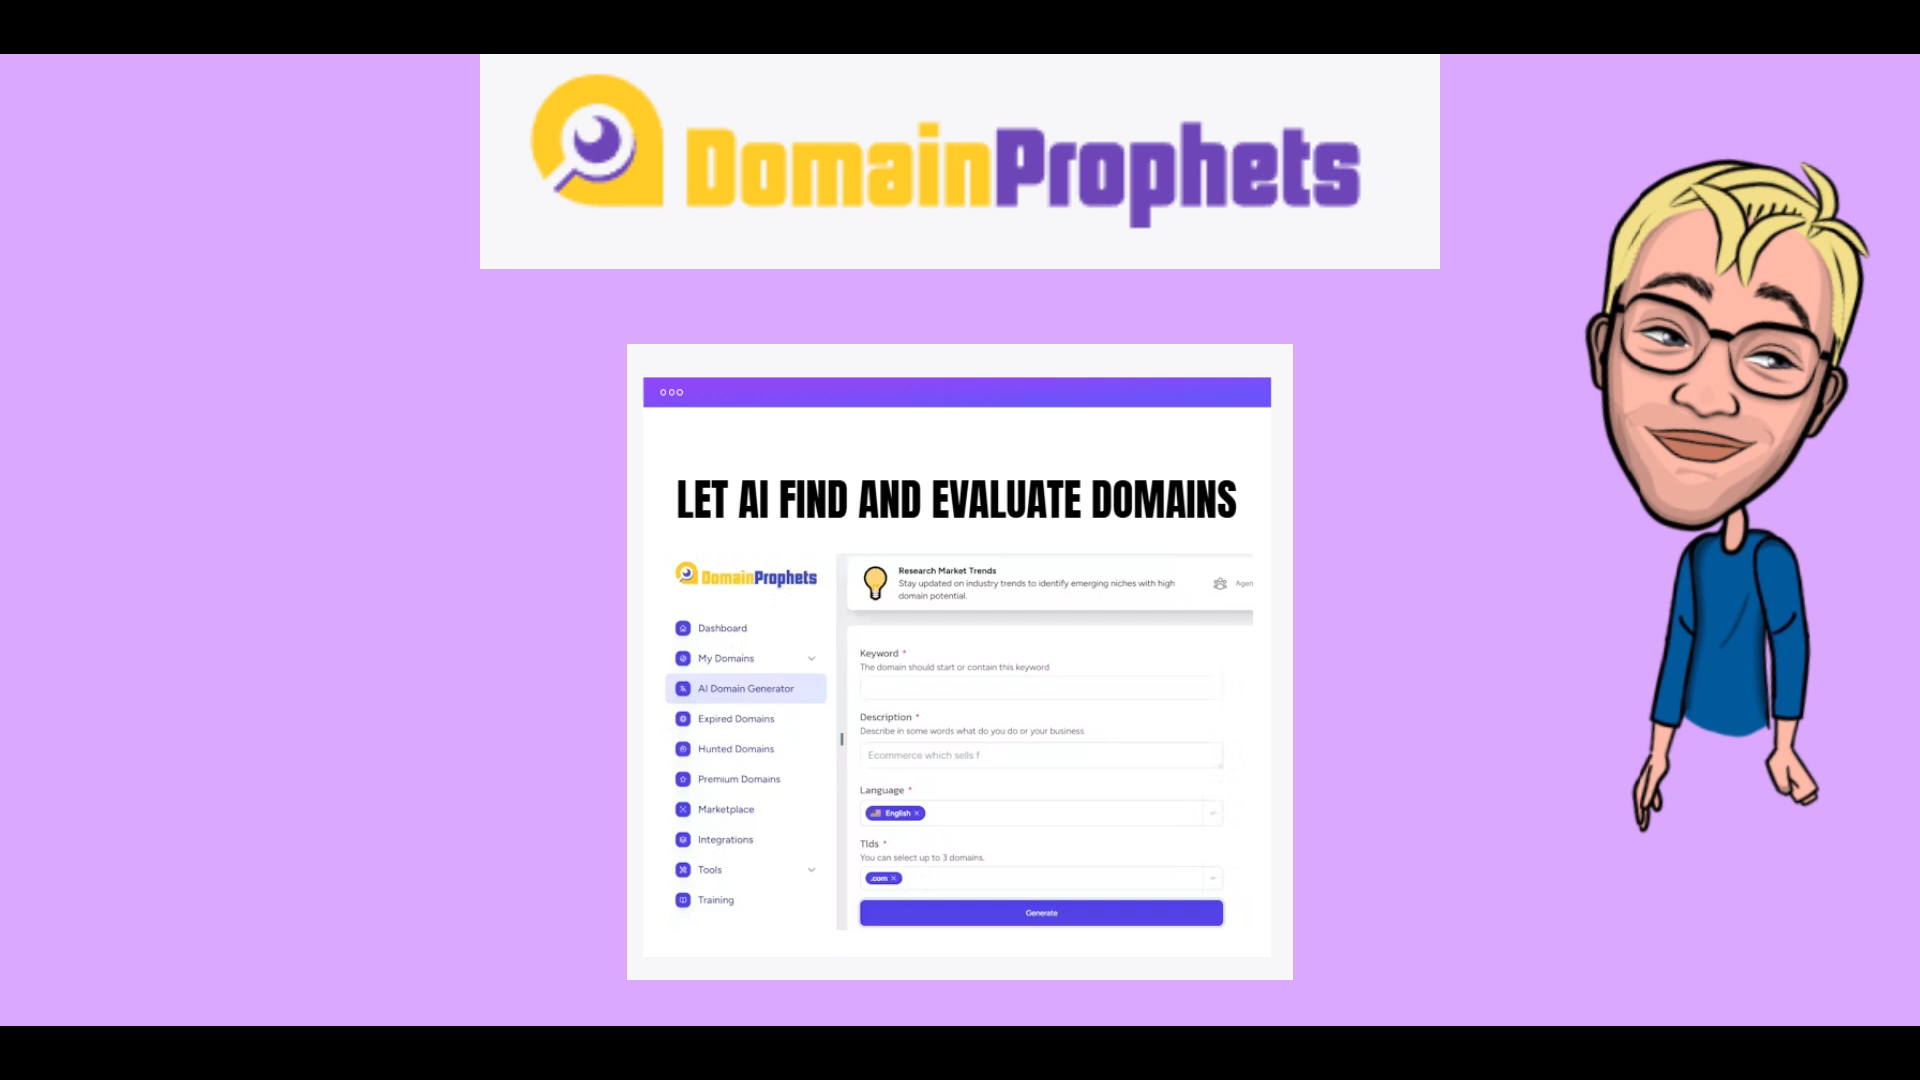 DomainProphets
LET AI FIND AND EVALUATE DOMAINS
DomainProphets
Dashboard
My Domains
AI Domain Generator
Expired Domains
Hunted Domains
Premium Domains
Marketplace
Integrations
Tools
Training
Research Market Trends
Stay updated on industry trends to identify emerging niches with high
domain potential.
Agen
Keyword *
The domain should start or contain this keyword
Description *
Describe in some words what do you do or your business
Ecommerce which sells f
Language *
English ×
Tlds *
You can select up to 3 domains.
.com ×
Generate